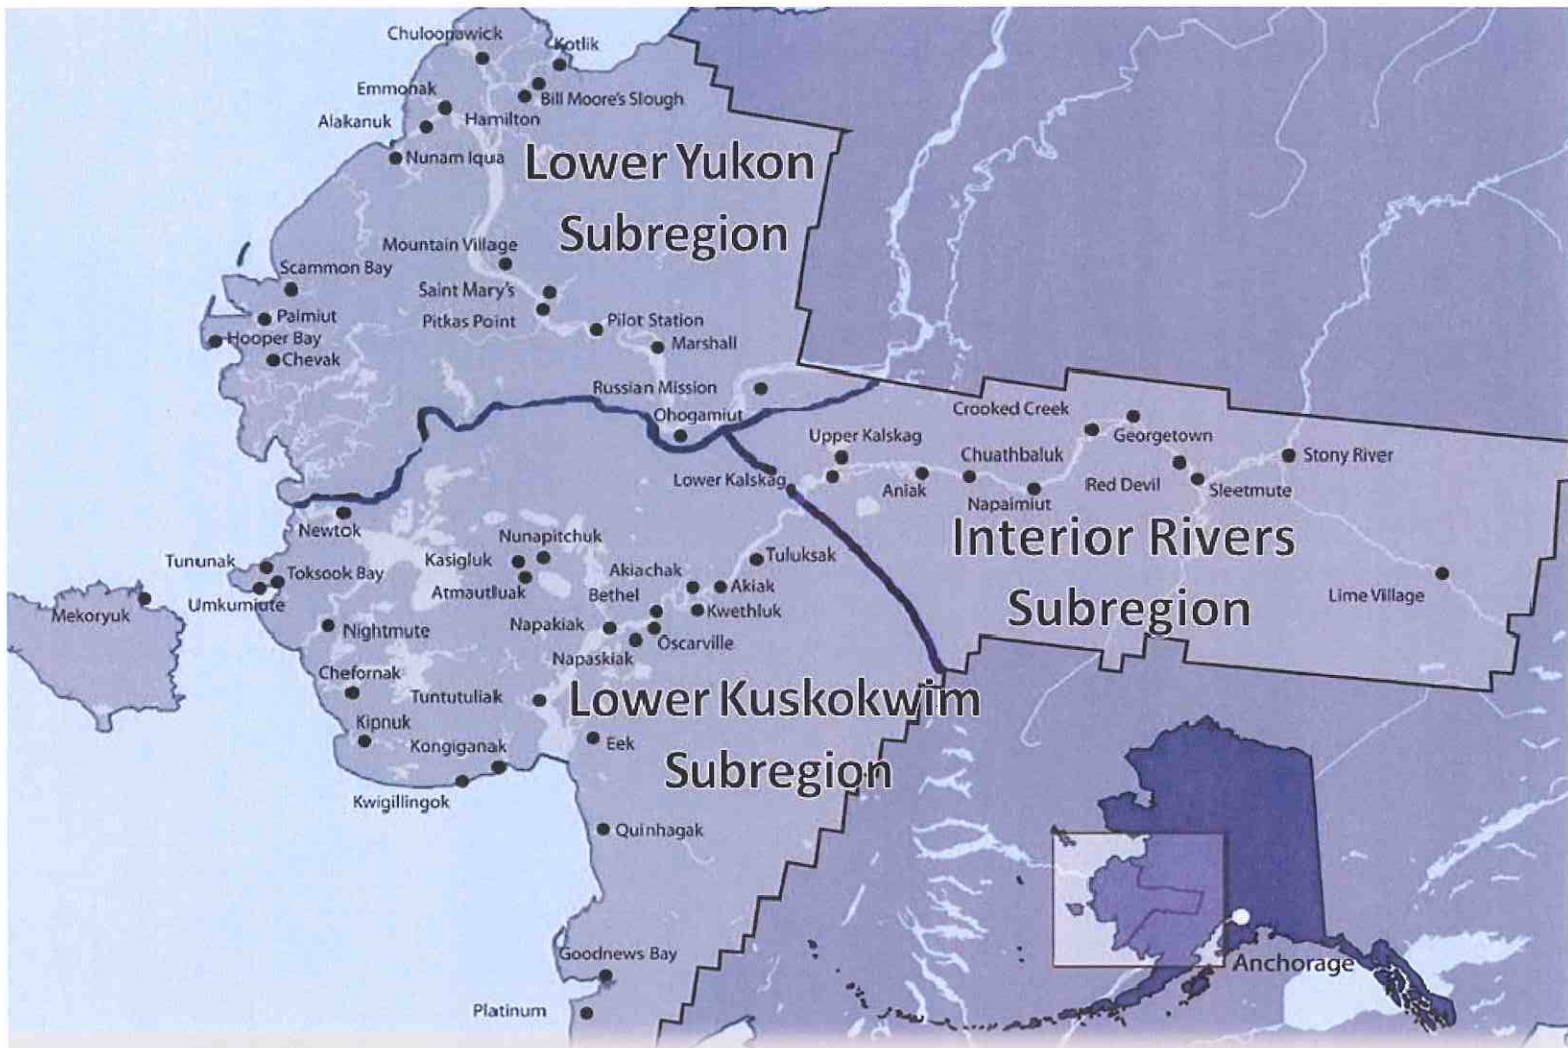 Chuloonawick
Kotlik
Emmonak
Bill Moore's Slough
Hamilton
Alakanuk
Nunam Iqua
Lower Yukon
Subregion
Mountain Village
Scammon Bay
Saint Mary's
Paimiut
Pitkas Point
Pilot Station
Hooper Bay
Marshall
Chevak
Russian Mission
Ohogamiut
Crooked Creek
Upper Kalskag
Georgetown
Chuathbaluk
Stony River
Lower Kalskag
Aniak
Red Devil
Sleetmute
Napaimiut
Newtok
Interior Rivers
Subregion
Nunapitchuk
Tununak
Kasigluk
Tuluksak
Toksook Bay
Akiachak
Akiak
Atmautluak
Bethel
Lime Village
Umkumiute
Mekoryuk
Kwethluk
Napakiak
Nightmute
Oscarville
Napaskiak
Chefornak
Tuntutuliak
Lower Kuskokwim
Subregion
Kipnuk
Kongiganak
Eek
Kwigillingok
Quinhagak
Goodnews Bay
Anchorage
Platinum